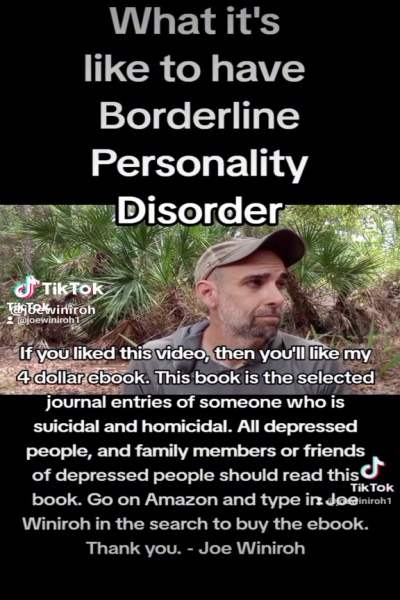 What it's
like to have
Borderline
Personality
Disorder
TikTok
TikTok
@joewiniroh
@joewiniroh1
If you liked this video, then you'll like my
4 dollar ebook. This book is the selected
journal entries of someone who is
suicidal and homicidal. All depressed
people, and family members or friends
of depressed people should read this
book. Go on Amazon and type in: Joe
Winiroh in the search to buy the ebook.
Thank you. - Joe Winiroh
TikTok
@joewiniroh1